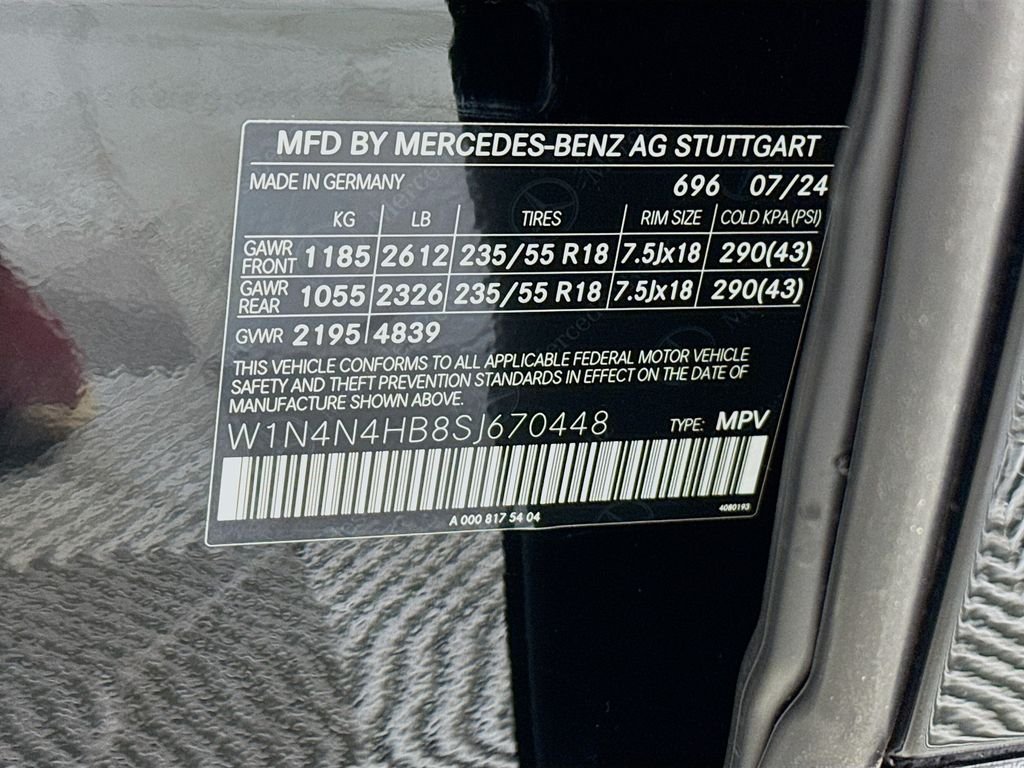 MFD BY MERCEDES-BENZ AG STUTTGART
MADE IN GERMANY 696 07/24
KG LB TIRES RIM SIZE COLD KPA (PSI)
GAWR FRONT 1185 2612 235/55 R18 7.5Jx18 290(43)
GAWR REAR 1055 2326 235/55 R18 7.5Jx18 290(43)
GVWR 2195 4839
THIS VEHICLE CONFORMS TO ALL APPLICABLE FEDERAL MOTOR VEHICLE
SAFETY AND THEFT PREVENTION STANDARDS IN EFFECT ON THE DATE OF
MANUFACTURE SHOWN ABOVE.
W1N4N4HB8SJ670448 TYPE: MPV
A 000 817 54 04 4080193